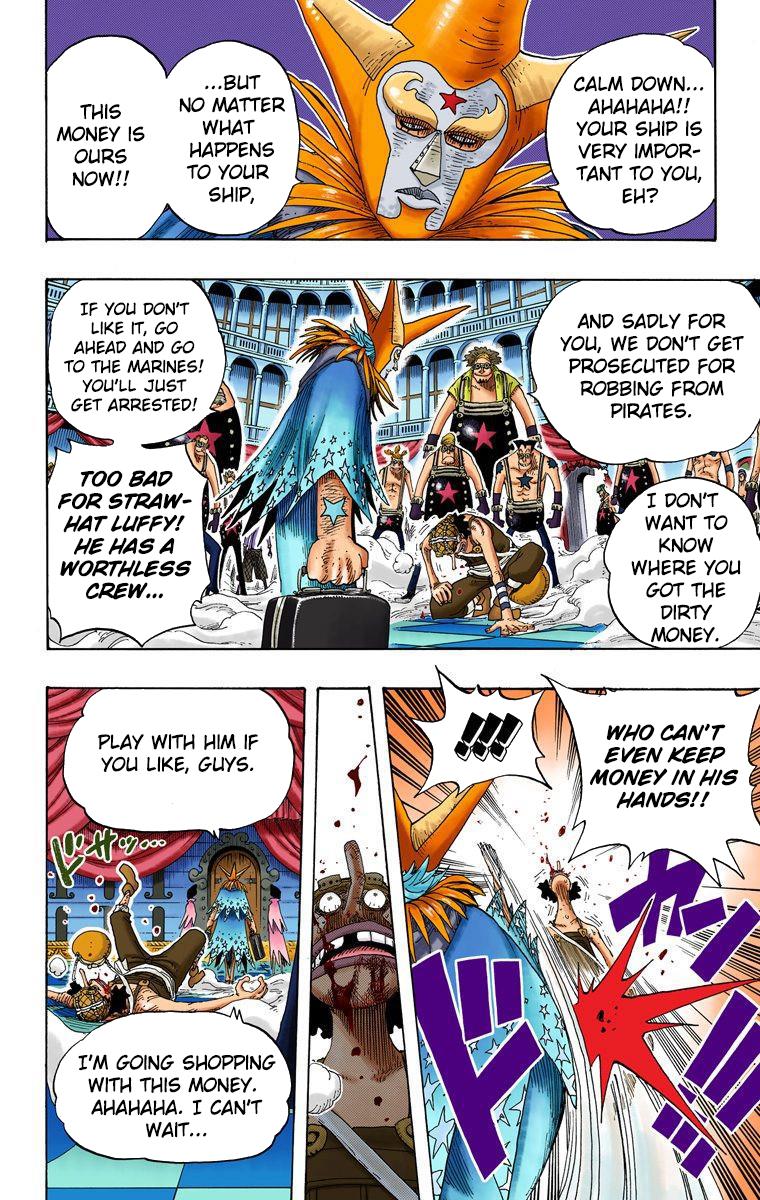 CALM DOWN...
AHAHAHA!!
YOUR SHIP IS
VERY IMPOR-
TANT TO YOU,
EH?
...BUT
NO MATTER
WHAT
HAPPENS
TO YOUR
SHIP,
THIS
MONEY IS
OURS
NOW!!
AND SADLY FOR
YOU, WE DON'T GET
PROSECUTED FOR
ROBBING FROM
PIRATES.
I DON'T
WANT TO
KNOW
WHERE YOU
GOT THE
DIRTY
MONEY.
IF YOU DON'T
LIKE IT, GO
AHEAD AND GO
TO THE MARINES!
YOU'LL JUST
GET ARRESTED!
TOO BAD
FOR STRAW-
HAT LUFFY!
HE HAS A
WORTHLESS
CREW...
WHO CAN'T
EVEN KEEP
MONEY IN HIS
HANDS!!
!!!!
ドカン!!!
PLAY WITH HIM IF
YOU LIKE, GUYS.
ドサッ...
I'M GOING SHOPPING
WITH THIS MONEY.
AHAHAHA. I CAN'T
WAIT...